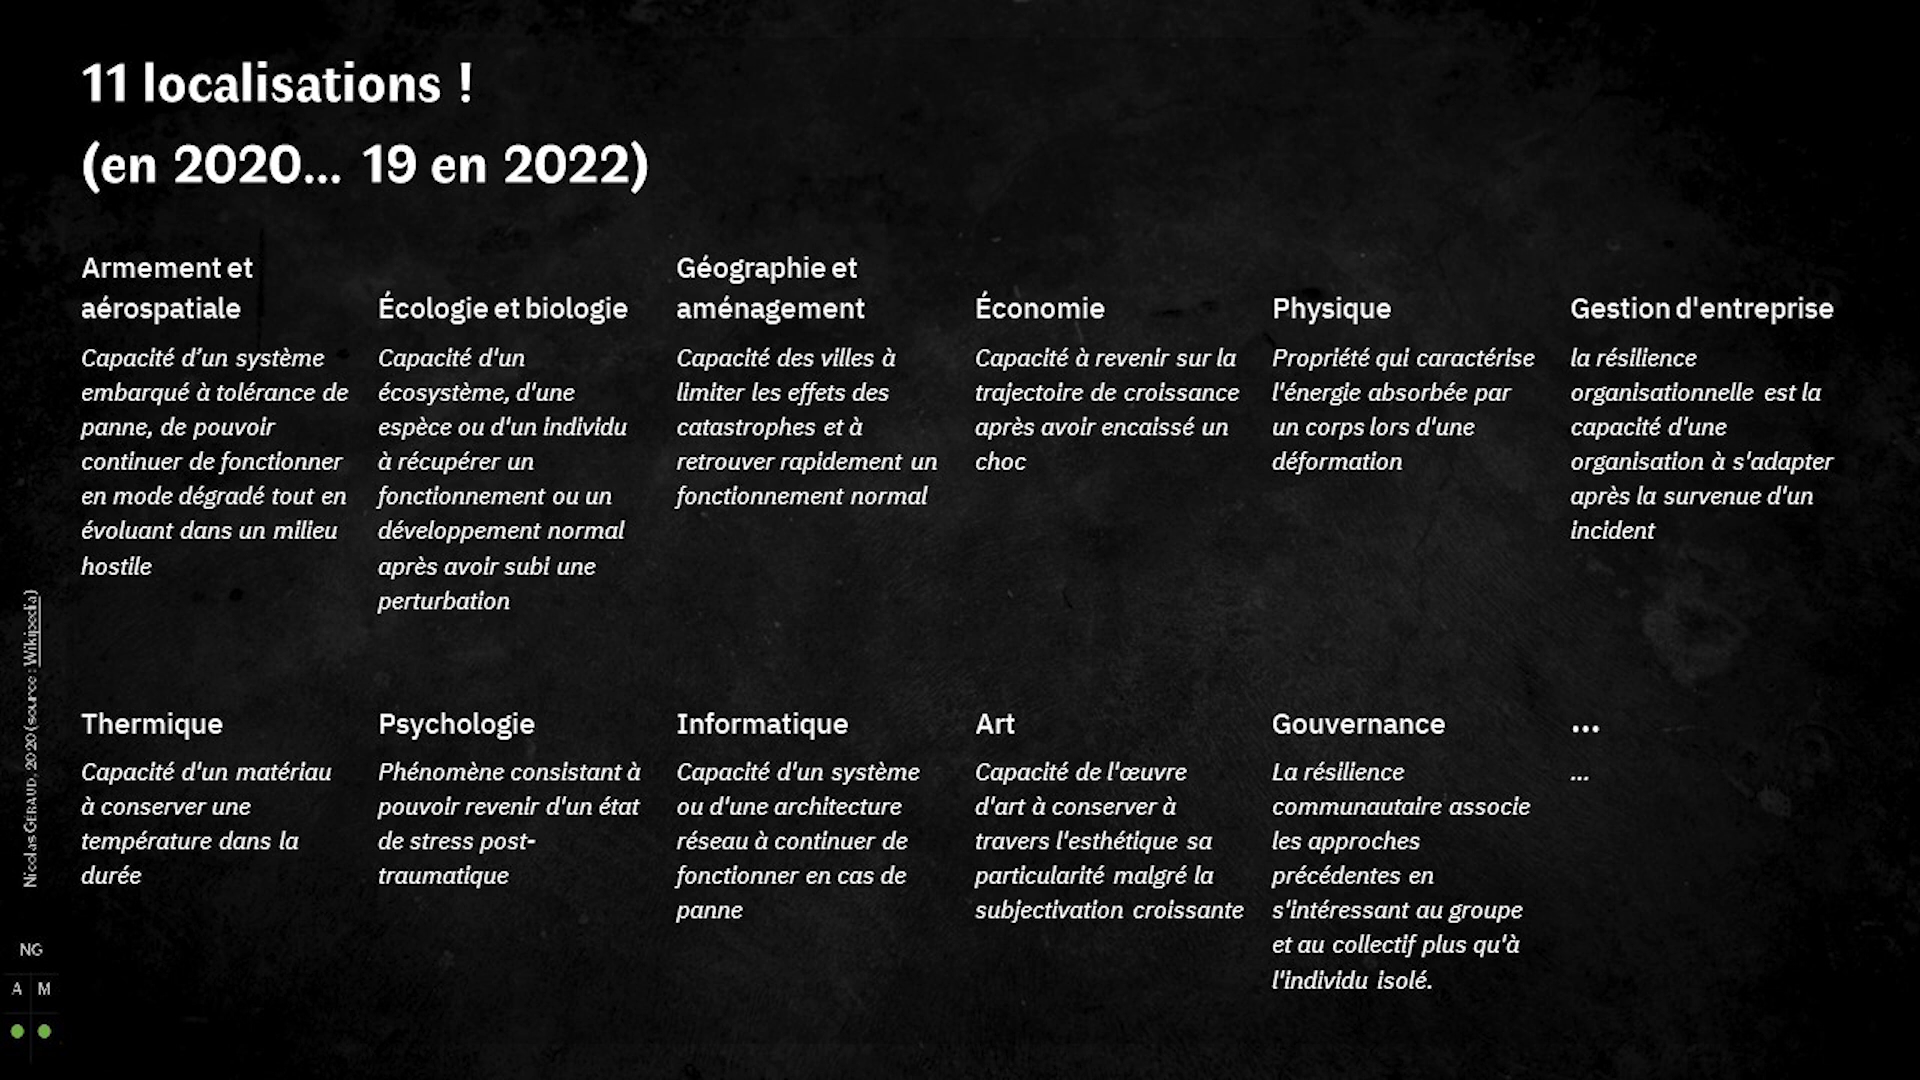 11 localisations !
(en 2020... 19 en 2022)
Armement et
aérospatiale
Capacité d’un système
embarqué à tolérance de
panne, de pouvoir
continuer de fonctionner
en mode dégradé tout en
évoluant dans un milieu
hostile
Écologie et biologie
Capacité d'un
écosystème, d'une
espèce ou d'un individu
à récupérer un
fonctionnement ou un
développement normal
après avoir subi une
perturbation
Géographie et
aménagement
Capacité des villes à
limiter les effets des
catastrophes et à
retrouver rapidement un
fonctionnement normal
Économie
Capacité à revenir sur la
trajectoire de croissance
après avoir encaissé un
choc
Physique
Propriété qui caractérise
l'énergie absorbée par
un corps lors d'une
déformation
Gestion d'entreprise
la résilience
organisationnelle est la
capacité d'une
organisation à s'adapter
après la survenue d'un
incident
Thermique
Capacité d'un matériau
à conserver une
température dans la
durée
Psychologie
Phénomène consistant à
pouvoir revenir d'un état
de stress post-
traumatique
Informatique
Capacité d'un système
ou d'une architecture
réseau à continuer de
fonctionner en cas de
panne
Art
Capacité de l'œuvre
d'art à conserver à
travers l'esthétique sa
particularité malgré la
subjectivation croissante
Gouvernance
La résilience
communautaire associe
les approches
précédentes en
s'intéressant au groupe
et au collectif plus qu'à
l'individu isolé.
...
...
Nicolas GERAUD, 2020 (source : Wikipedia)
NG
A M